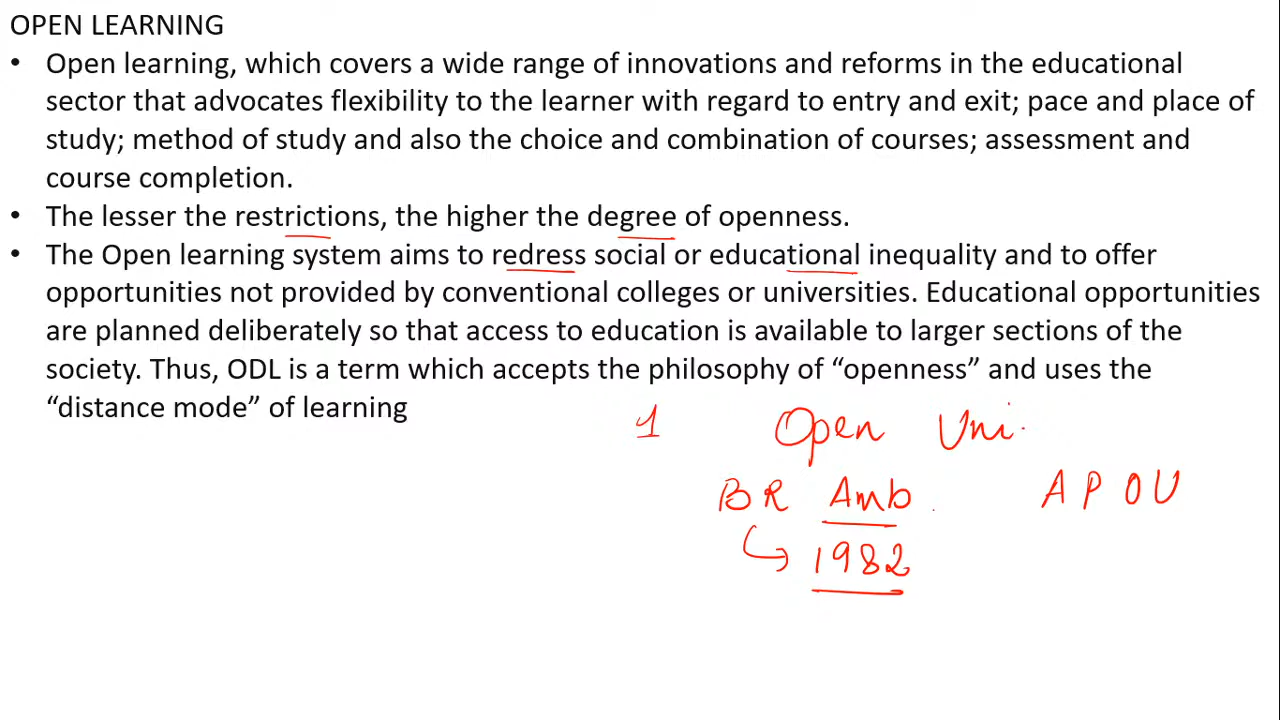 OPEN LEARNING
• Open learning, which covers a wide range of innovations and reforms in the educational
sector that advocates flexibility to the learner with regard to entry and exit; pace and place of
study; method of study and also the choice and combination of courses; assessment and
course completion.
• The lesser the restrictions, the higher the degree of openness.
• The Open learning system aims to redress social or educational inequality and to offer
opportunities not provided by conventional colleges or universities. Educational opportunities
are planned deliberately so that access to education is available to larger sections of the
society. Thus, ODL is a term which accepts the philosophy of “openness” and uses the
“distance mode” of learning
1 Open Uni.
BR Amb. APOU
1982